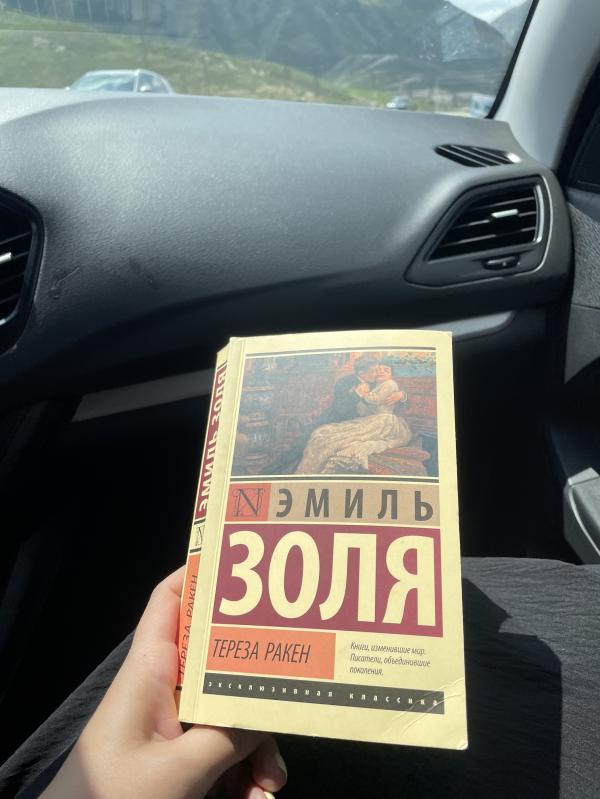 ЭМИЛЬ
ЗОЛЯ
ТЕРЕЗА РАКЕН
Книги, изменившие мир.
Писатели, объединившие
поколения.
эксклюзивная классика
ЭМИЛЬ ЗОЛЯ
N
ТЕРЕЗА РАКЕН